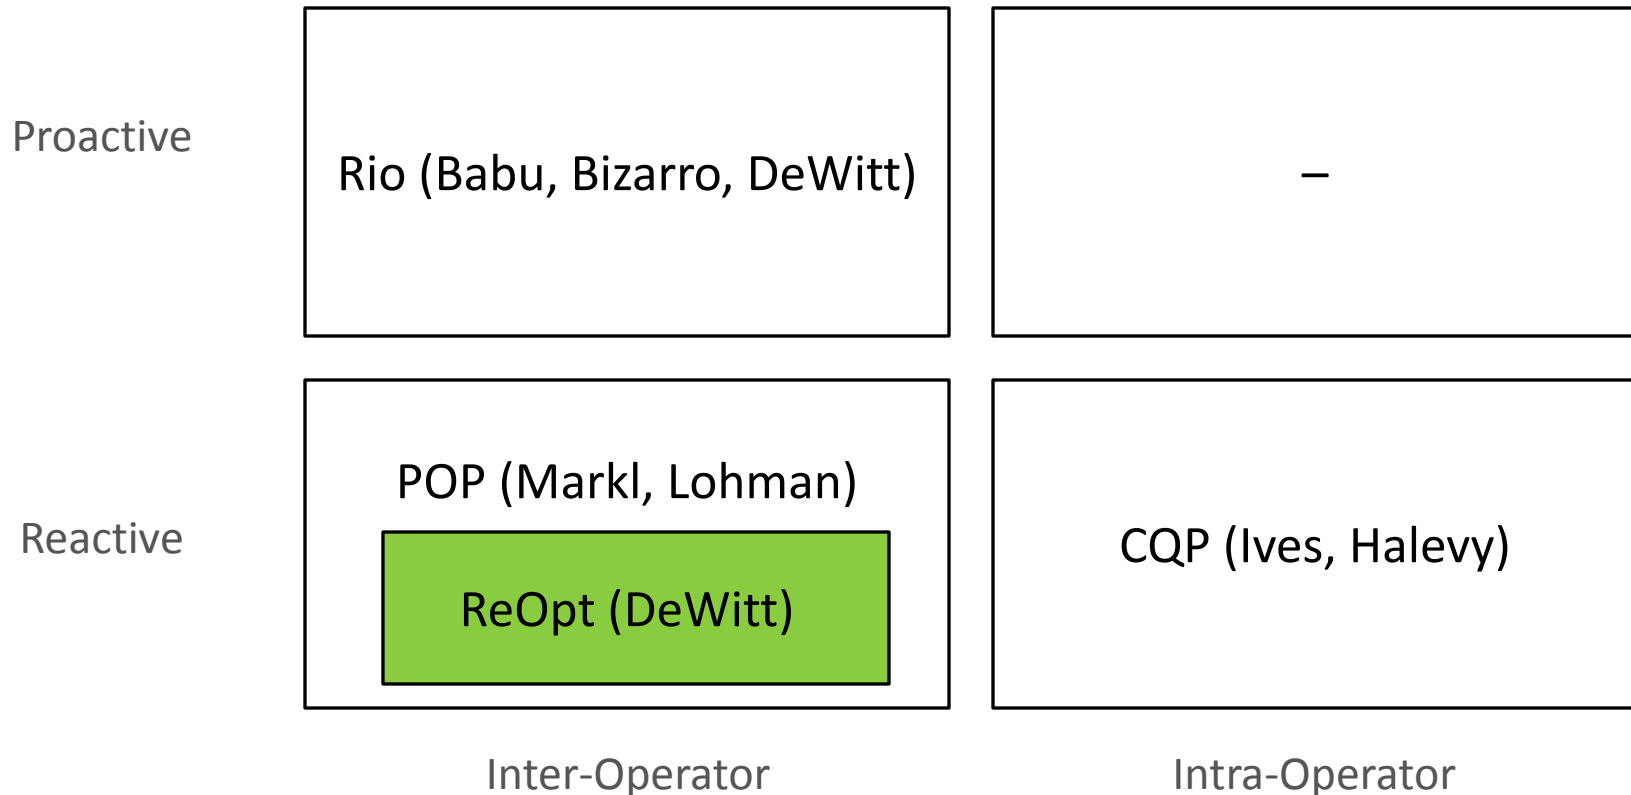 Proactive
Rio (Babu, Bizarro, DeWitt)
–
Reactive
POP (Markl, Lohman)
ReOpt (DeWitt)
CQP (Ives, Halevy)
Inter-Operator
Intra-Operator